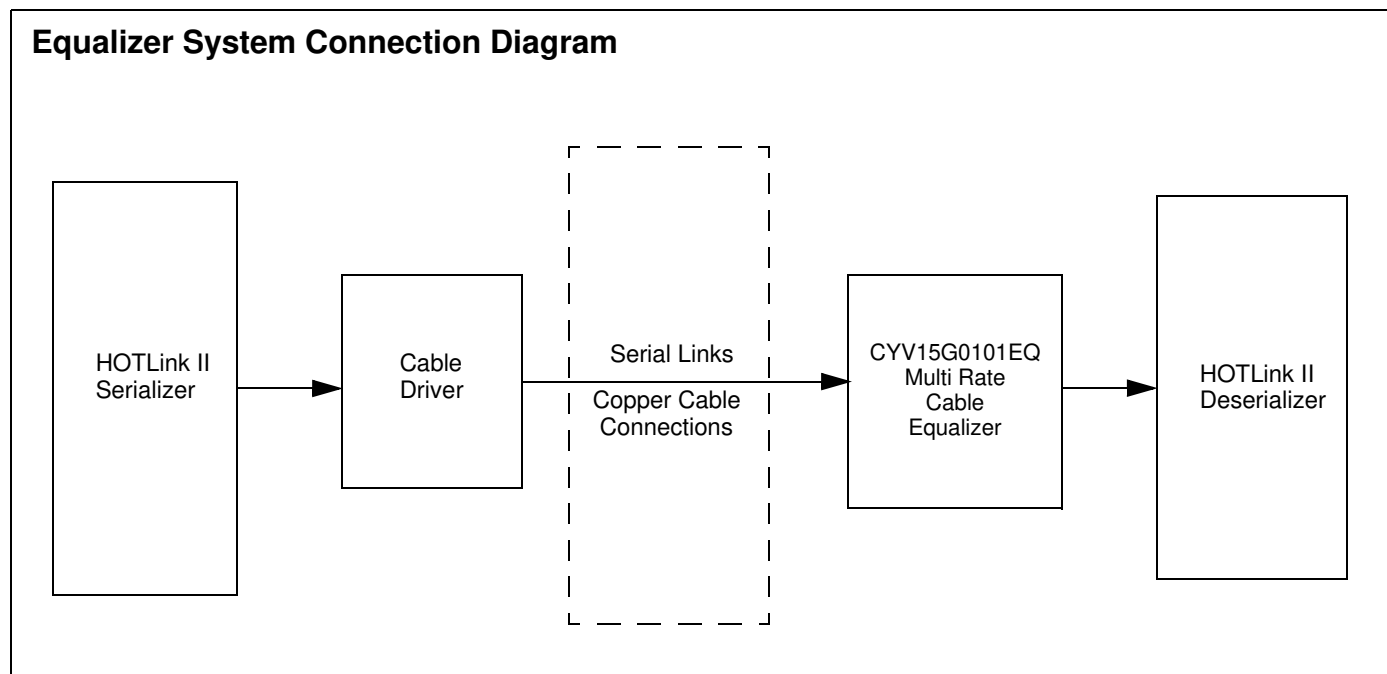 Equalizer System Connection Diagram
HOTLink II
Serializer
Cable
Driver
Serial Links
Copper Cable
Connections
CYV15G0101EQ
Multi Rate
Cable
Equalizer
HOTLink II
Deserializer